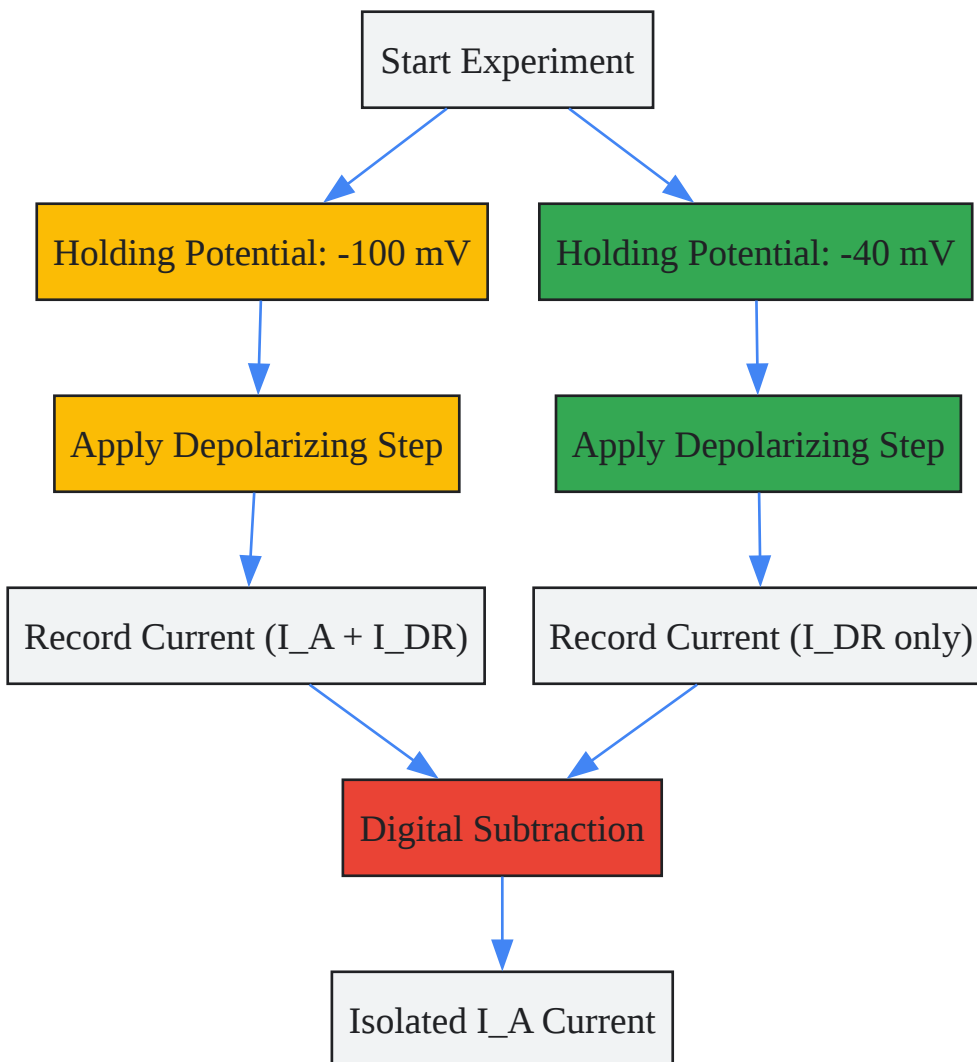 Start Experiment
Holding Potential: -100 mV
Holding Potential: -40 mV
Apply Depolarizing Step
Apply Depolarizing Step
Record Current (I_A + I_DR)
Record Current (I_DR only)
Digital Subtraction
Isolated I_A Current